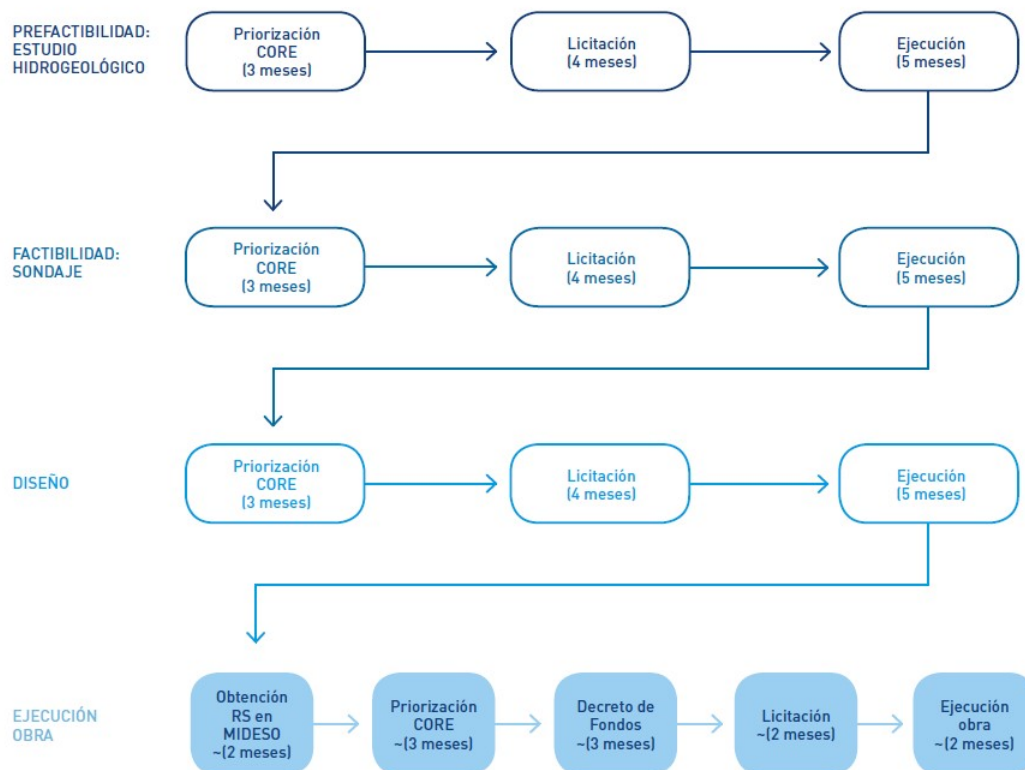 PREFACTIBILIDAD:
ESTUDIO
HIDROGEOLÓGICO
Priorización
CORE
(3 meses)
Licitación
(4 meses)
Ejecución
(5 meses)
FACTIBILIDAD:
SONDAJE
Priorización
CORE
(3 meses)
Licitación
(4 meses)
Ejecución
(5 meses)
DISEÑO
Priorización
CORE
(3 meses)
Licitación
(4 meses)
Ejecución
(5 meses)
EJECUCIÓN
OBRA
Obtención
RS en
MIDESO
~(2 meses)
Priorización
CORE
~(3 meses)
Decreto de
Fondos
~(3 meses)
Licitación
~(2 meses)
Ejecución
obra
~(2 meses)